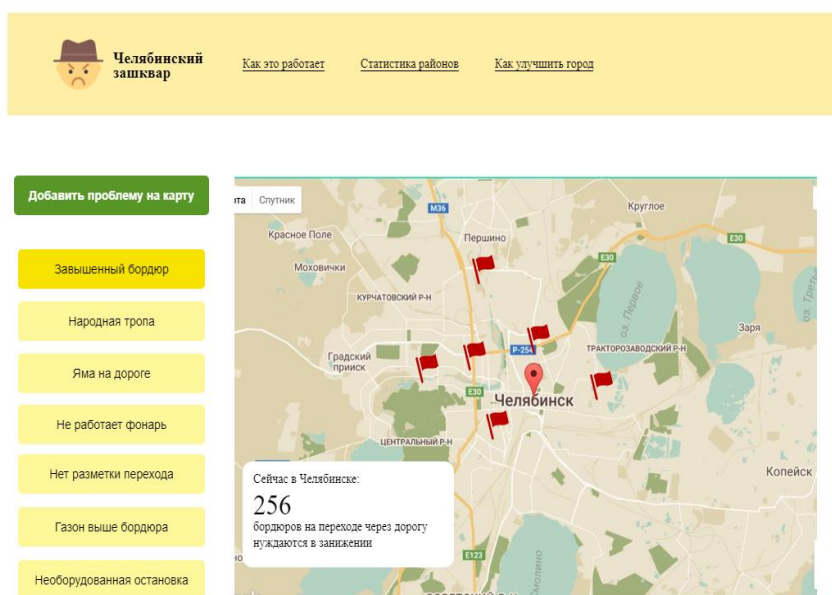 Челябинский
зашквар
Как это работает
Статистика районов
Как улучшить город
Добавить проблему на карту
Завышенный бордюр
Народная тропа
Яма на дороге
Не работает фонарь
Нет разметки перехода
Газон выше бордюра
Необорудованная остановка
Спутник
М36
Круглое
Красное Поле
Першино
E30
E30
Моховички
КУРЧАТОВСКИЙ Р-Н
оз. Первое
Заря
Р-254
ТРАКТОРОЗАВОДСКИЙ Р-Н
Градский
прииск
E30
Челябинск
ЦЕНТРАЛЬНЫЙ Р-Н
Копейск
Сейчас в Челябинске:
256
бордюров на переходе через дорогу
нуждаются в занижении
E123